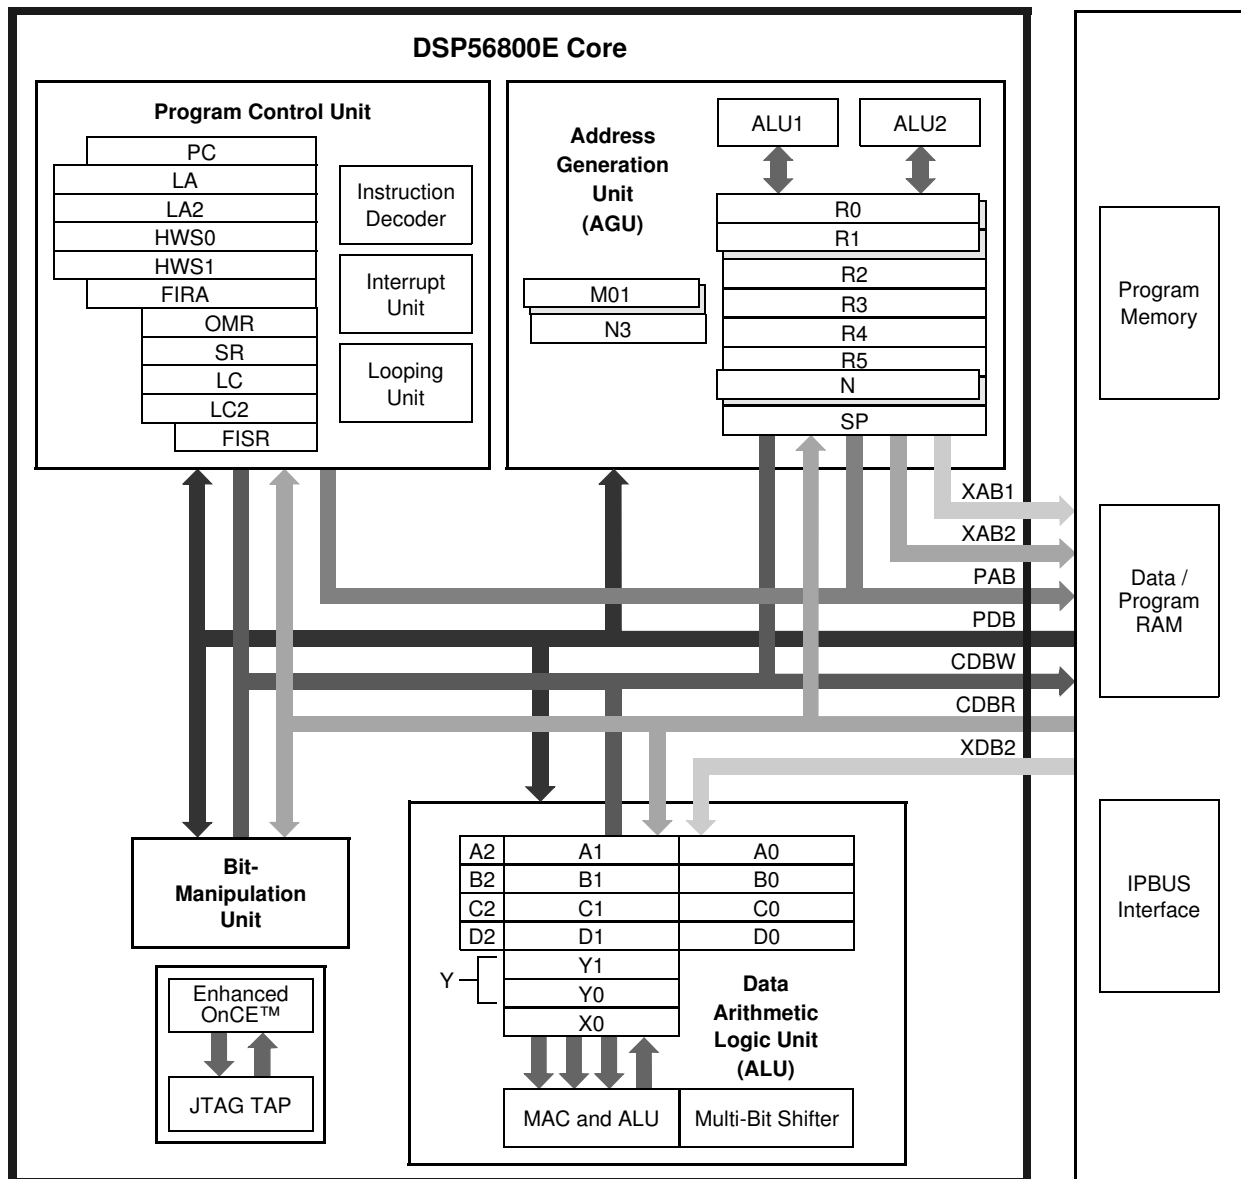 DSP56800E Core
Program Control Unit
PC
LA
LA2
HWS0
HWS1
FIRA
OMR
SR
LC
LC2
FISR
Instruction
Decoder
Interrupt
Unit
Looping
Unit
Address
Generation
Unit
(AGU)
ALU1
ALU2
R0
R1
R2
R3
R4
R5
N
SP
M01
N3
XAB1
XAB2
PAB
PDB
CDBW
CDBR
XDB2
Program
Memory
Data /
Program
RAM
IPBUS
Interface
Bit-
Manipulation
Unit
Enhanced
OnCE™
JTAG TAP
A2 A1 A0
B2 B1 B0
C2 C1 C0
D2 D1 D0
Y
Y1
Y0
X0
Data
Arithmetic
Logic Unit
(ALU)
MAC and ALU
Multi-Bit Shifter